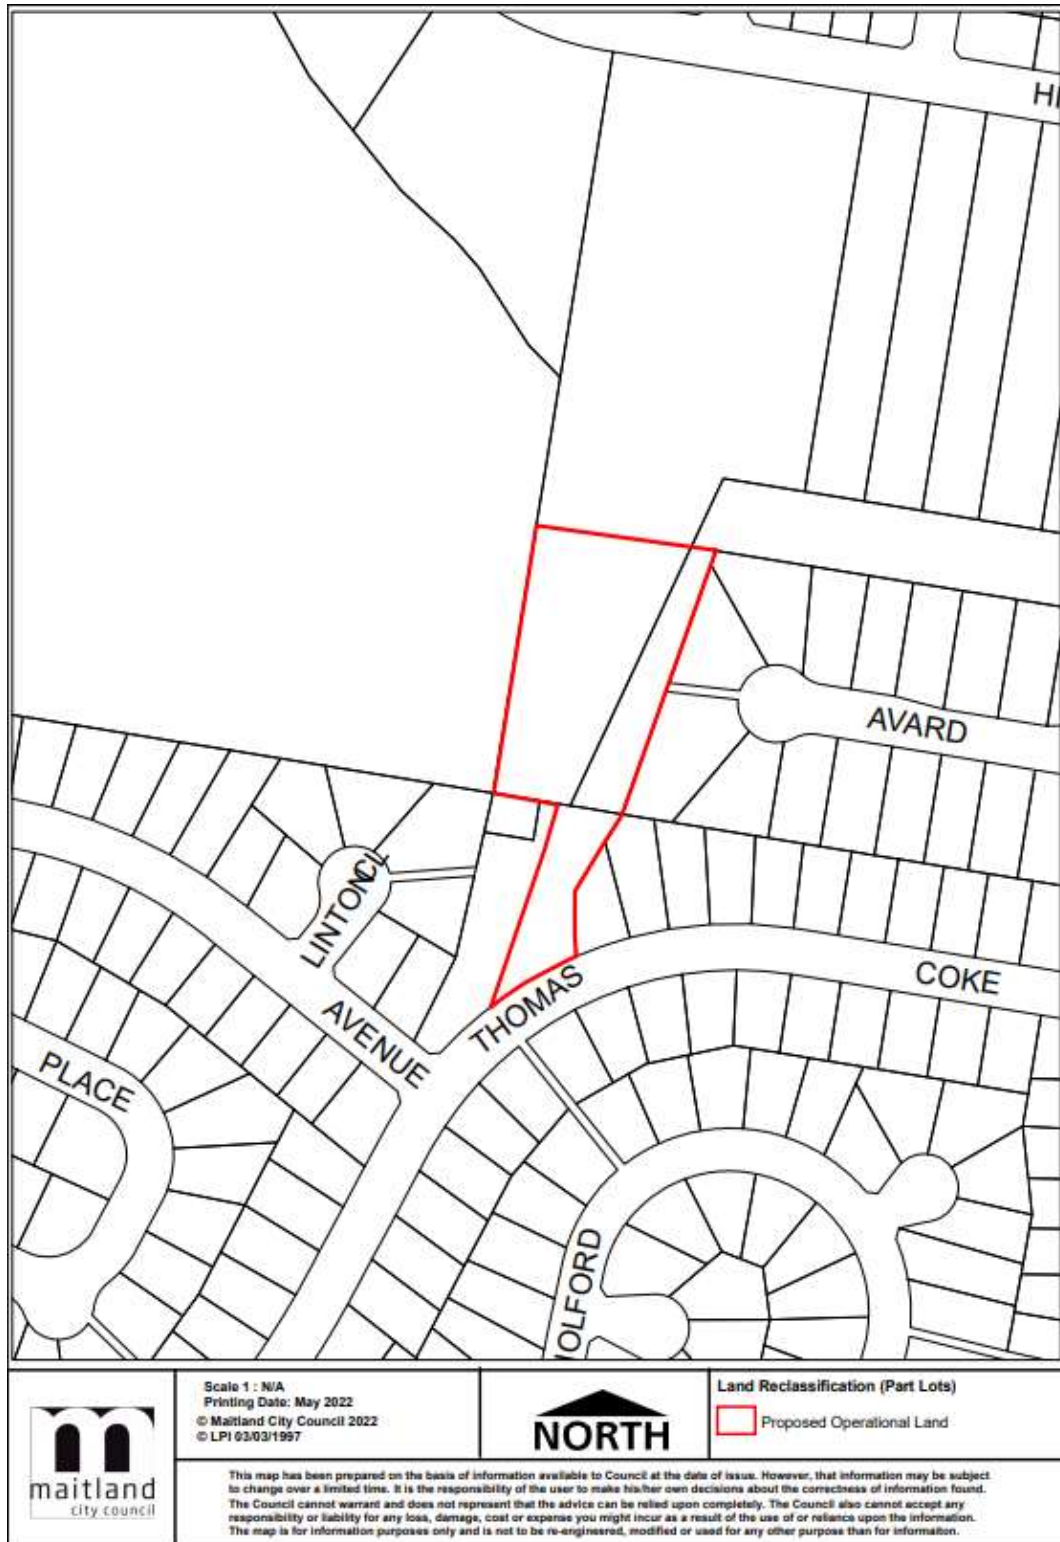 HI
AVARD
LINTON CL
COKE
THOMAS
AVENUE
PLACE
OLFORD
maitland
city council
Scale 1 : N/A
Printing Date: May 2022
© Maitland City Council 2022
© LPI 03/03/1997
NORTH
Land Reclassification (Part Lots)
Proposed Operational Land
This map has been prepared on the basis of information available to Council at the date of issue. However, that information may be subject
to change over a limited time. It is the responsibility of the user to make his/her own decisions about the correctness of information found.
The Council cannot warrant and does not represent that the advice can be relied upon completely. The Council also cannot accept any
responsibility or liability for any loss, damage, cost or expense you might incur as a result of the use of or reliance upon the information.
The map is for information purposes only and is not to be re-engineered, modified or used for any other purpose than for informaiton.